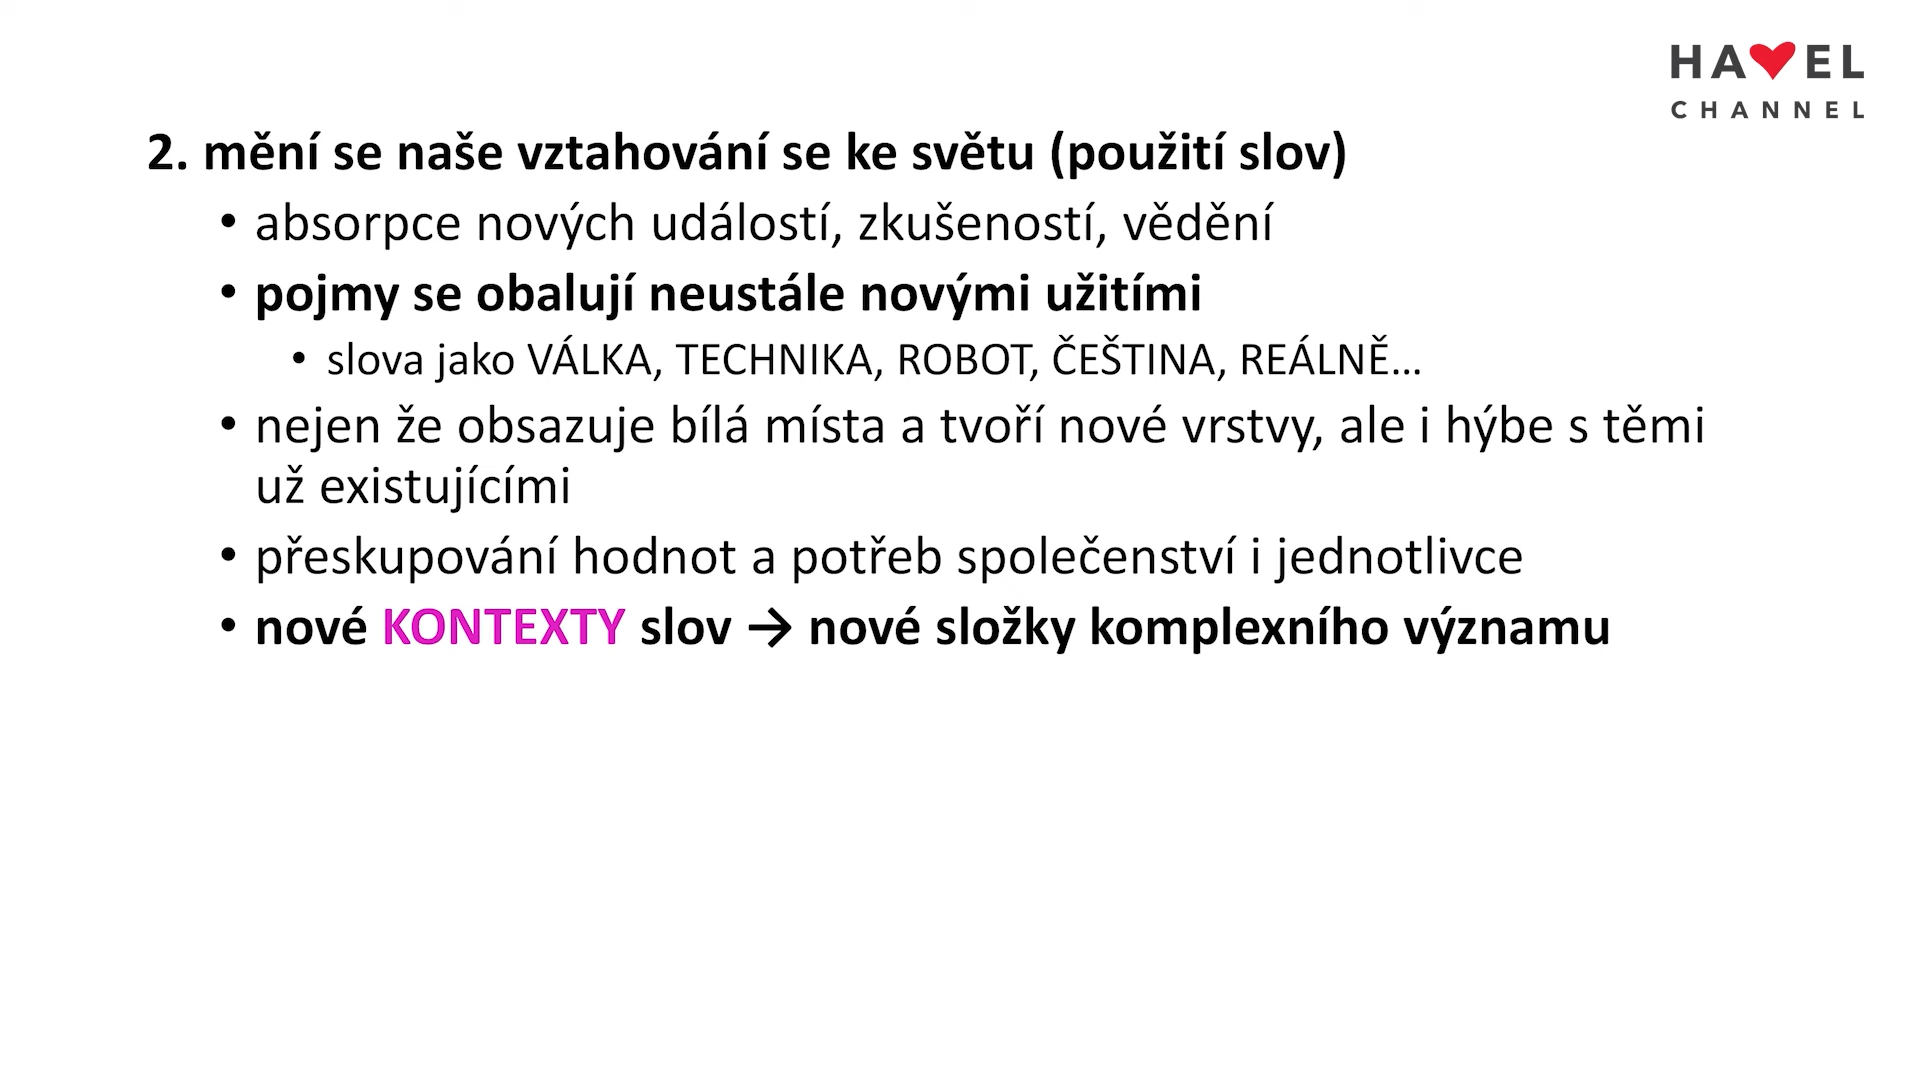 HAVEL
CHANNEL
2. mění se naše vztahování se ke světu (použití slov)
• absorpce nových událostí, zkušeností, vědění
• pojmy se obalují neustále novými užitími
• slova jako VÁLKA, TECHNIKA, ROBOT, ČEŠTINA, REÁLNĚ...
• nejen že obsazuje bílá místa a tvoří nové vrstvy, ale i hýbe s těmi
už existujícími
• přeskupování hodnot a potřeb společenství i jednotlivce
• nové KONTEXTY slov → nové složky komplexního významu